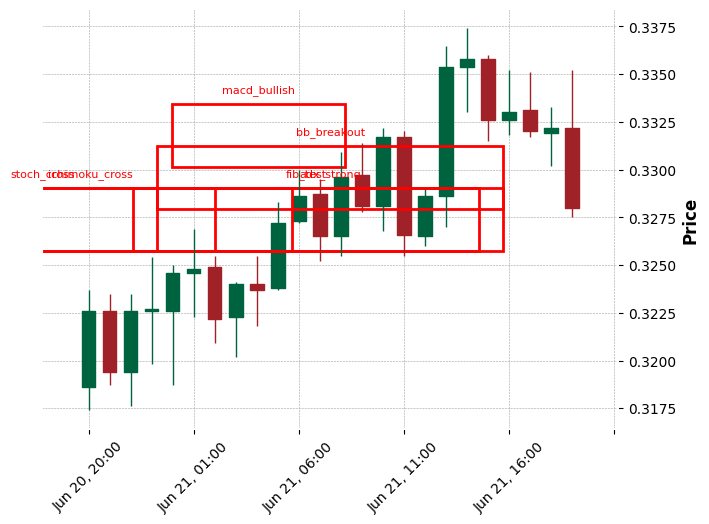 macd_bullish
bb_breakout
ichimoku_cross
0.3375
0.3350
0.3325
0.3300
0.3275
0.3250
0.3225
0.3200
0.3175
Price
Jun 20, 20:00
Jun 21, 01:00
Jun 21, 06:00
Jun 21, 11:00
Jun 21, 16:00